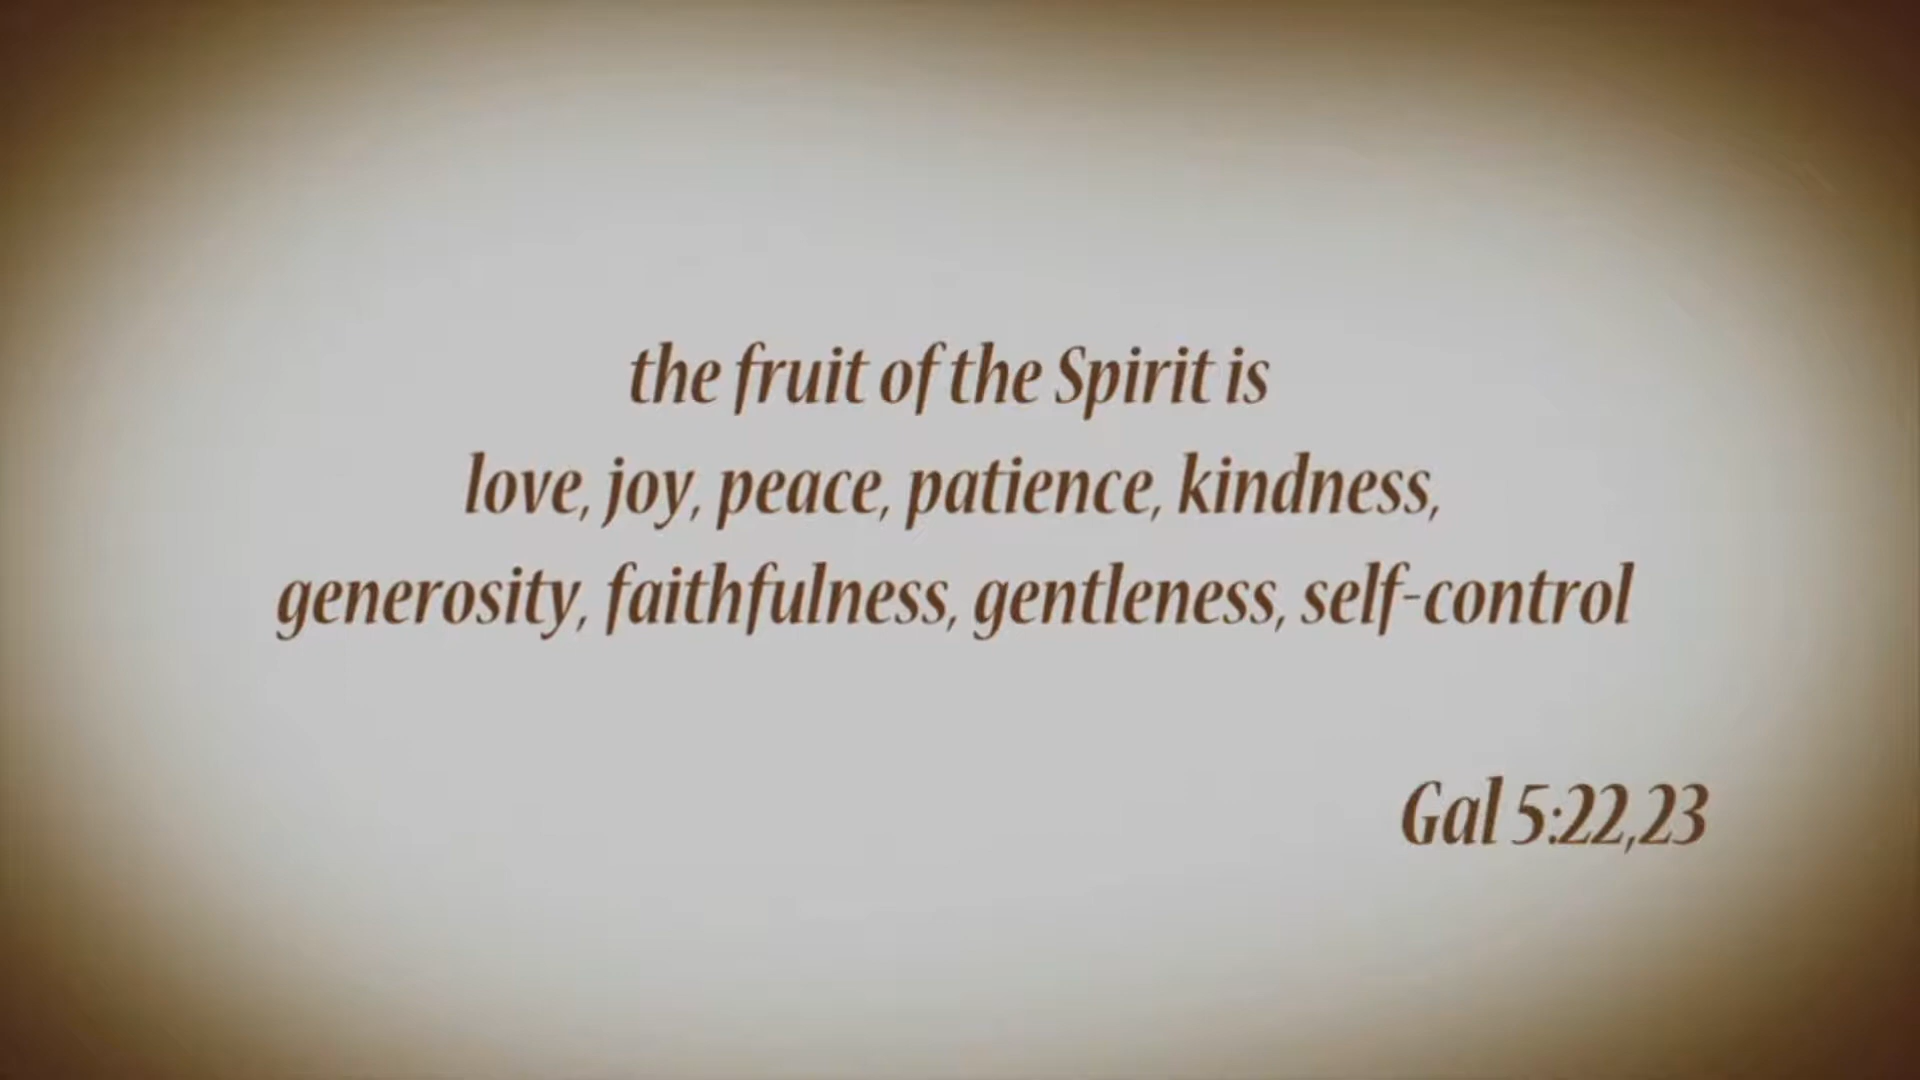 the fruit of the Spirit is
love, joy, peace, patience, kindness,
generosity, faithfulness, gentleness, self-control
Gal 5:22,23